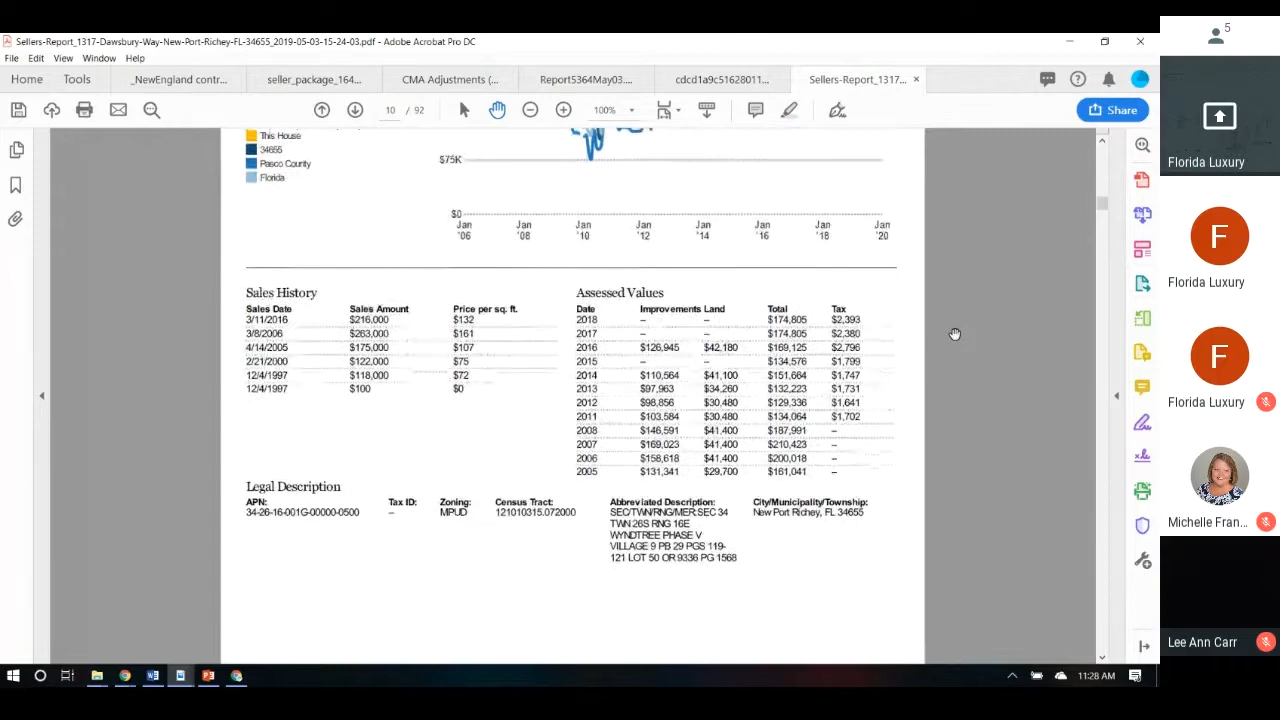 Sellers-Report_1317-Dawsbury-Way-New-Port-Richey-FL-34655_2019-05-03-15-24-03.pdf - Adobe Acrobat Pro DC
File Edit View Window Help
Home Tools _NewEngland contr... seller_package_164... CMA Adjustments (... Report5364May03.... cdcd1a9c51628011... Sellers-Report_1317... ×
10 / 92 100% Share
This House
34655
Pasco County
Florida
$75K
$0
Jan '06 Jan '08 Jan '10 Jan '12 Jan '14 Jan '16 Jan '18 Jan '20
Sales History
Sales Date Sales Amount Price per sq. ft.
3/11/2016 $216,000 $132
3/8/2006 $263,000 $161
4/14/2005 $175,000 $107
2/21/2000 $122,000 $75
12/4/1997 $118,000 $72
12/4/1997 $100 $0
Assessed Values
Date Improvements Land Total Tax
2018 – – $174,805 $2,393
2017 – – $174,805 $2,380
2016 $126,945 $42,180 $169,125 $2,796
2015 – – $134,576 $1,799
2014 $110,564 $41,100 $151,664 $1,747
2013 $97,963 $34,260 $132,223 $1,731
2012 $98,856 $30,480 $129,336 $1,641
2011 $103,584 $30,480 $134,064 $1,702
2008 $146,591 $41,400 $187,991 –
2007 $169,023 $41,400 $210,423 –
2006 $158,618 $41,400 $200,018 –
2005 $131,341 $29,700 $161,041 –
Legal Description
APN: Tax ID: Zoning: Census Tract: Abbreviated Description: City/Municipality/Township:
34-26-16-001G-00000-0500 – MPUD 121010315.072000 SEC/TWN/RNG/MER:SEC 34 New Port Richey, FL 34655
TWN 26S RNG 16E
WYNDTREE PHASE V
VILLAGE 9 PB 29 PGS 119-
121 LOT 50 OR 9336 PG 1568
11:28 AM
5
Florida Luxury
F
Florida Luxury
F
Florida Luxury
Michelle Fran...
Lee Ann Carr